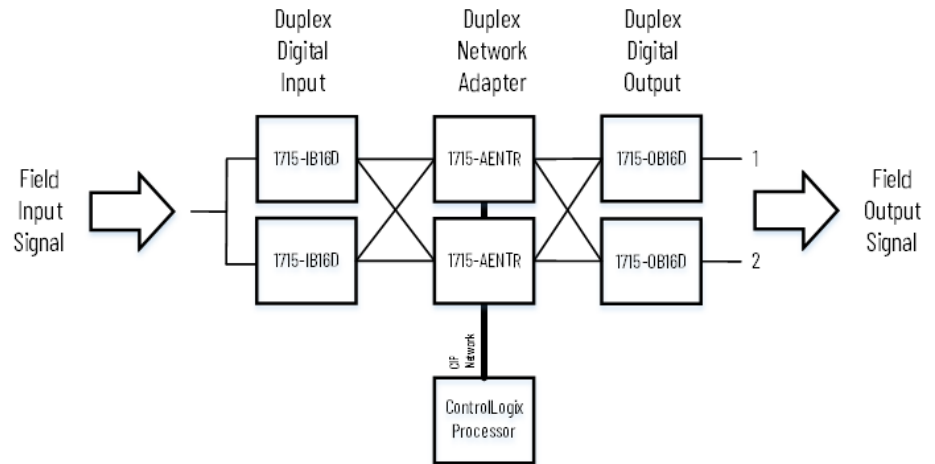 Duplex
Digital
Input
Duplex
Network
Adapter
Duplex
Digital
Output
Field
Input
Signal
1715-IB16D
1715-AENTR
1715-OB16D
1
Field
Output
Signal
1715-IB16D
1715-AENTR
1715-OB16D
2
CIP
Network
ControlLogix
Processor